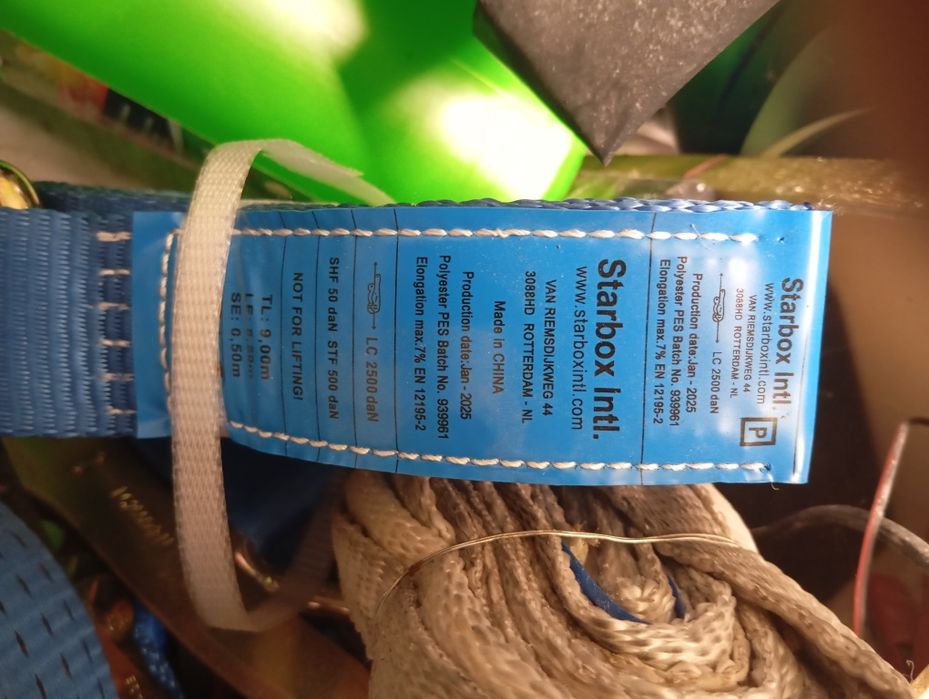 Starbox Intl.
www.starboxintl.com
VAN RIEMSDIJKWEG 44
3088HD ROTTERDAM - NL
P
LC 2500 daN
Production date:Jan - 2025
Polyester PES Batch No. 939961
Elongation max.7% EN 12195-2
Starbox Intl.
www.starboxintl.com
VAN RIEMSDIJKWEG 44
3088HD ROTTERDAM - NL
Made in CHINA
Production date:Jan - 2025
Polyester PES Batch No. 939961
Elongation max.7% EN 12195-2
LC 2500 daN
SHF 50 daN STF 500 daN
NOT FOR LIFTING!
TL: 9,00m
SE: 0,50m